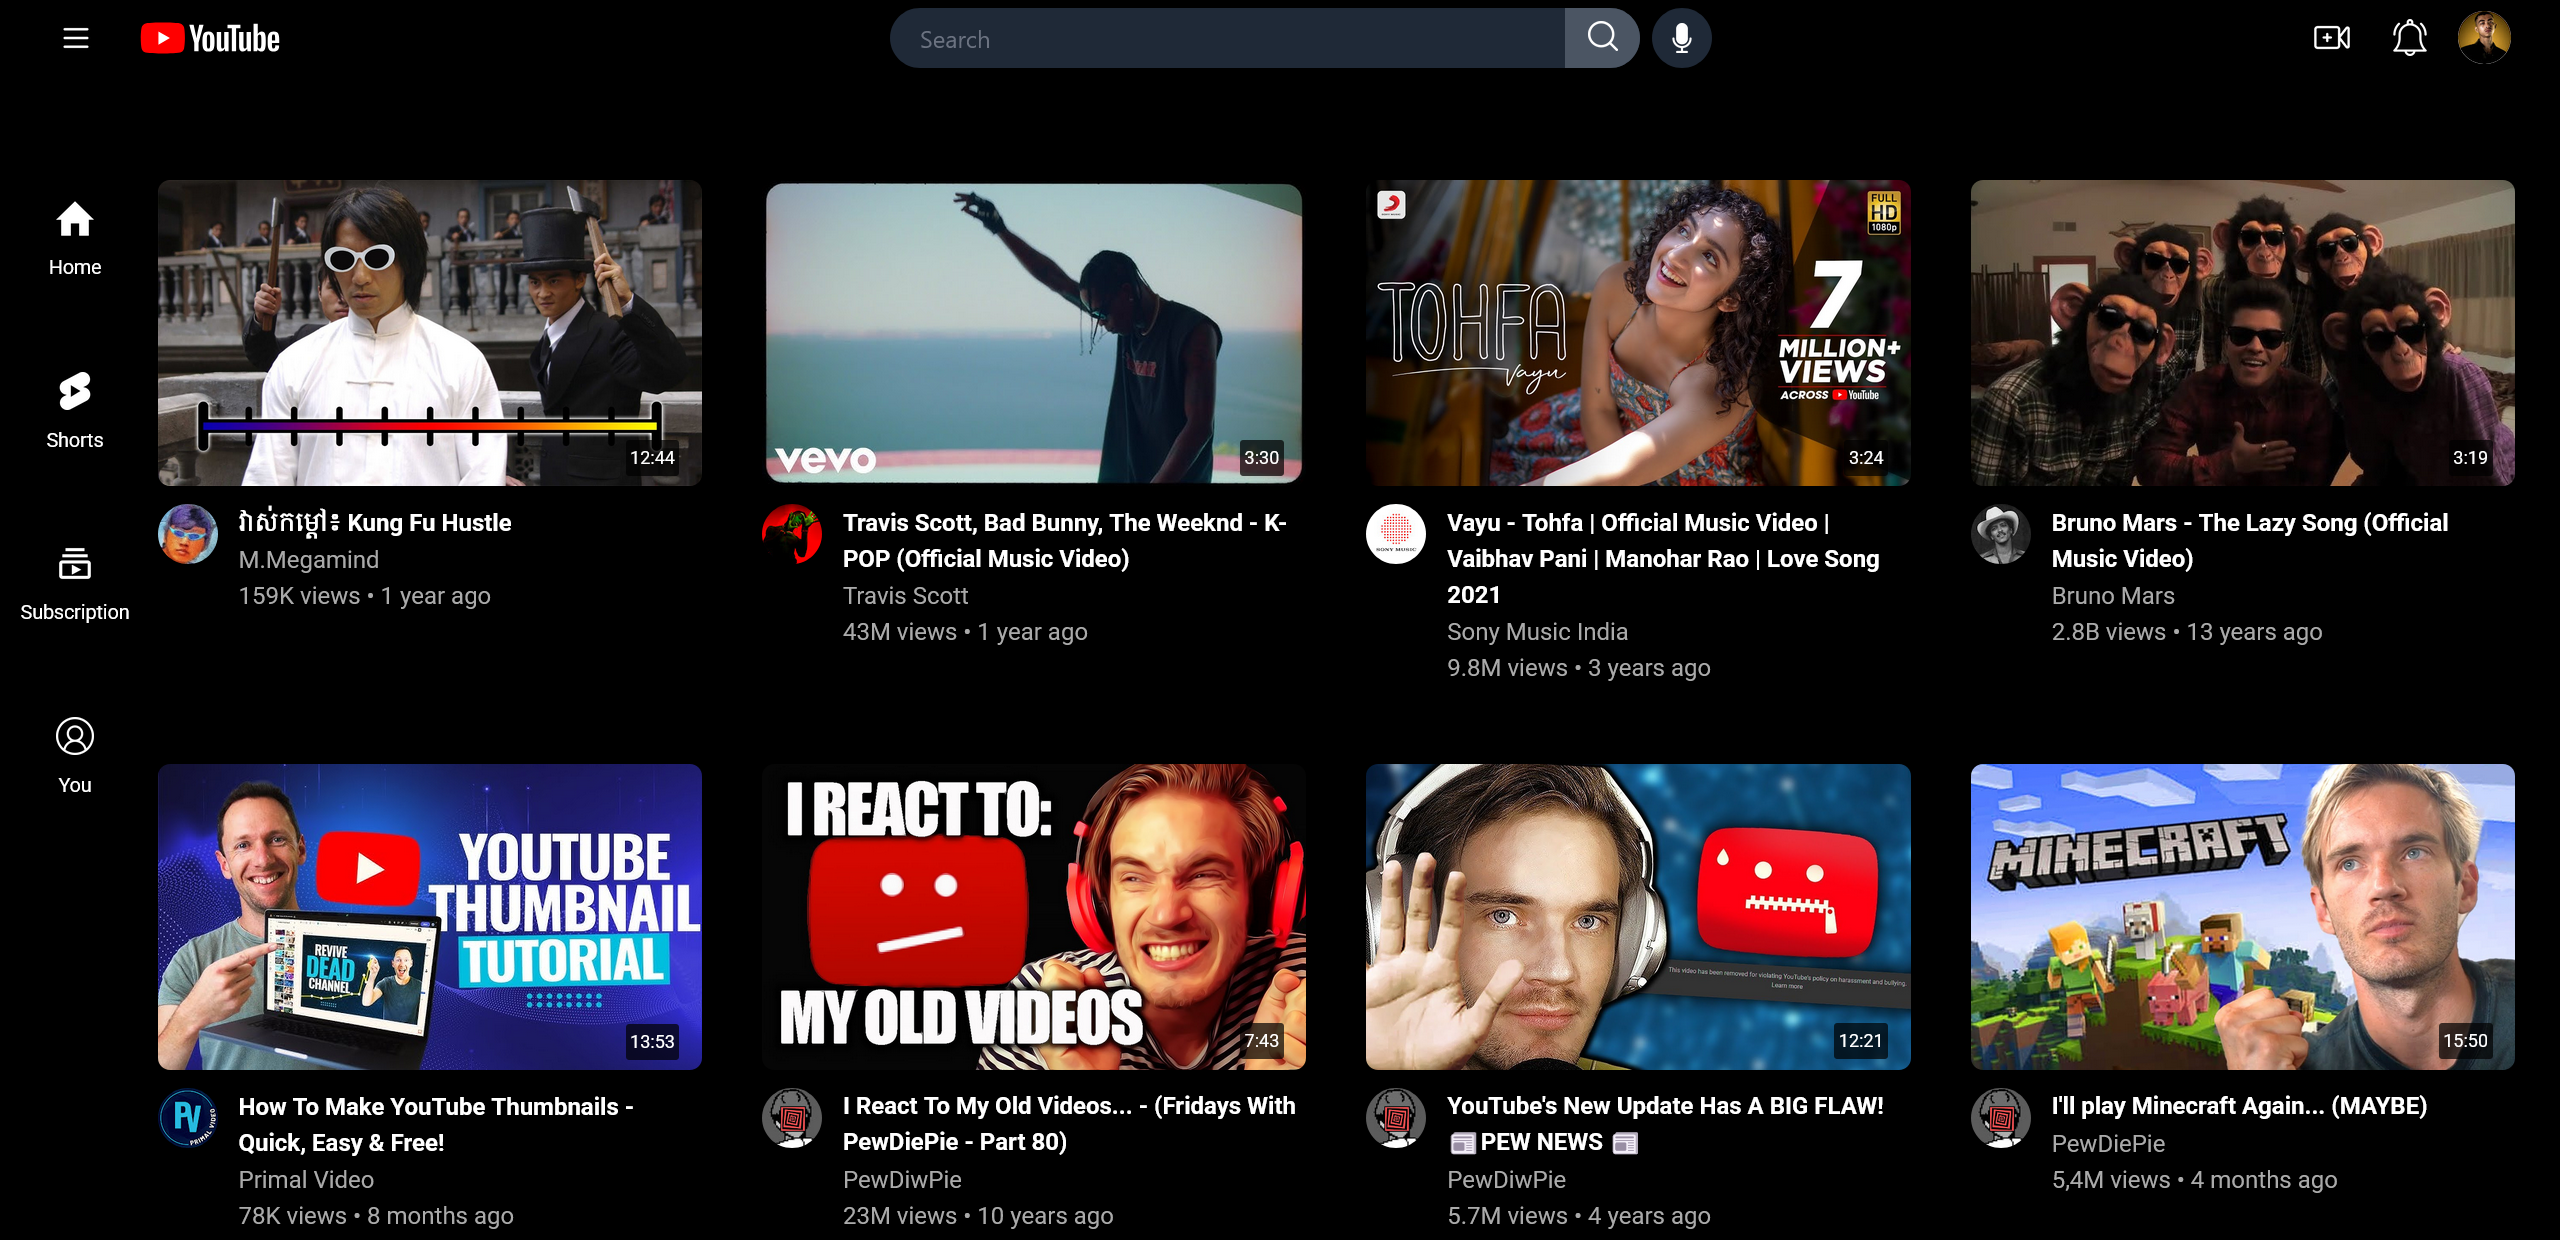 YouTube
Search
Home
Shorts
Subscription
You
12:44
វាស់កម្ដៅ៖ Kung Fu Hustle
M.Megamind
159K views • 1 year ago
vevo
3:30
Travis Scott, Bad Bunny, The Weeknd - K-
POP (Official Music Video)
Travis Scott
43M views • 1 year ago
SONY MUSIC
FULL
HD
1080p
TOHFA
Vayu
7
MILLION+
VIEWS
ACROSS YouTube
3:24
SONY MUSIC
Vayu - Tohfa | Official Music Video |
Vaibhav Pani | Manohar Rao | Love Song
2021
Sony Music India
9.8M views • 3 years ago
3:19
Bruno Mars - The Lazy Song (Official
Music Video)
Bruno Mars
2.8B views • 13 years ago
YOUTUBE
THUMBNAIL
TUTORIAL
REVIVE
DEAD
CHANNEL
13:53
PV
PRIMAL VIDEO
How To Make YouTube Thumbnails -
Quick, Easy & Free!
Primal Video
78K views • 8 months ago
I REACT TO:
MY OLD VIDEOS
7:43
I React To My Old Videos... - (Fridays With
PewDiePie - Part 80)
PewDiwPie
23M views • 10 years ago
This video has been removed for violating YouTube's policy on harassment and bullying.
Learn more
12:21
YouTube's New Update Has A BIG FLAW!
📰PEW NEWS 📰
PewDiwPie
5.7M views • 4 years ago
MINECRAFT
15:50
I'll play Minecraft Again... (MAYBE)
PewDiePie
5,4M views • 4 months ago